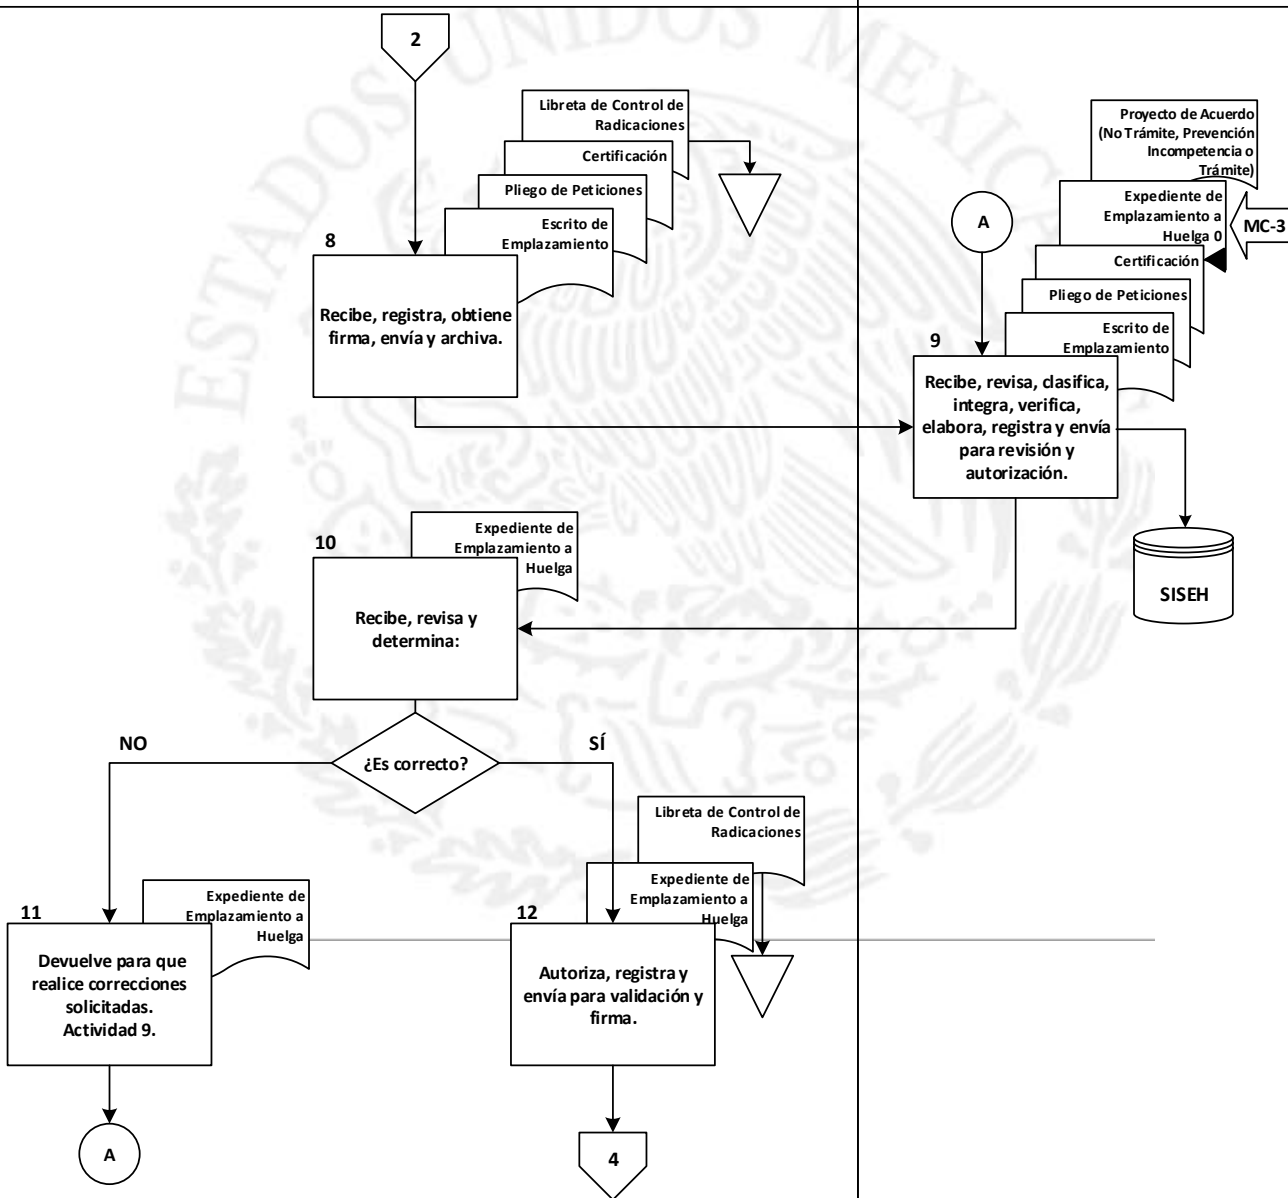 ESTADOS UNIDOS MEXICA
2
Libreta de Control de
Radicaciones
Certificación
Pliego de Peticiones
Escrito de
Emplazamiento
8
Recibe, registra, obtiene
firma, envía y archiva.
Proyecto de Acuerdo
(No Trámite, Prevención
Incompetencia o
Trámite)
Expediente de
Emplazamiento a
Huelga 0
MC-3
A
Certificación
Pliego de Peticiones
Escrito de
Emplazamiento
9
Recibe, revisa, clasifica,
integra, verifica,
elabora, registra y envía
para revisión y
autorización.
SISEH
Expediente de
Emplazamiento a
Huelga
10
Recibe, revisa y
determina:
NO
SÍ
¿Es correcto?
Expediente de
Emplazamiento a
Huelga
11
Devuelve para que
realice correcciones
solicitadas.
Actividad 9.
A
Libreta de Control de
Radicaciones
Expediente de
Emplazamiento a
Huelga
12
Autoriza, registra y
envía para validación y
firma.
4